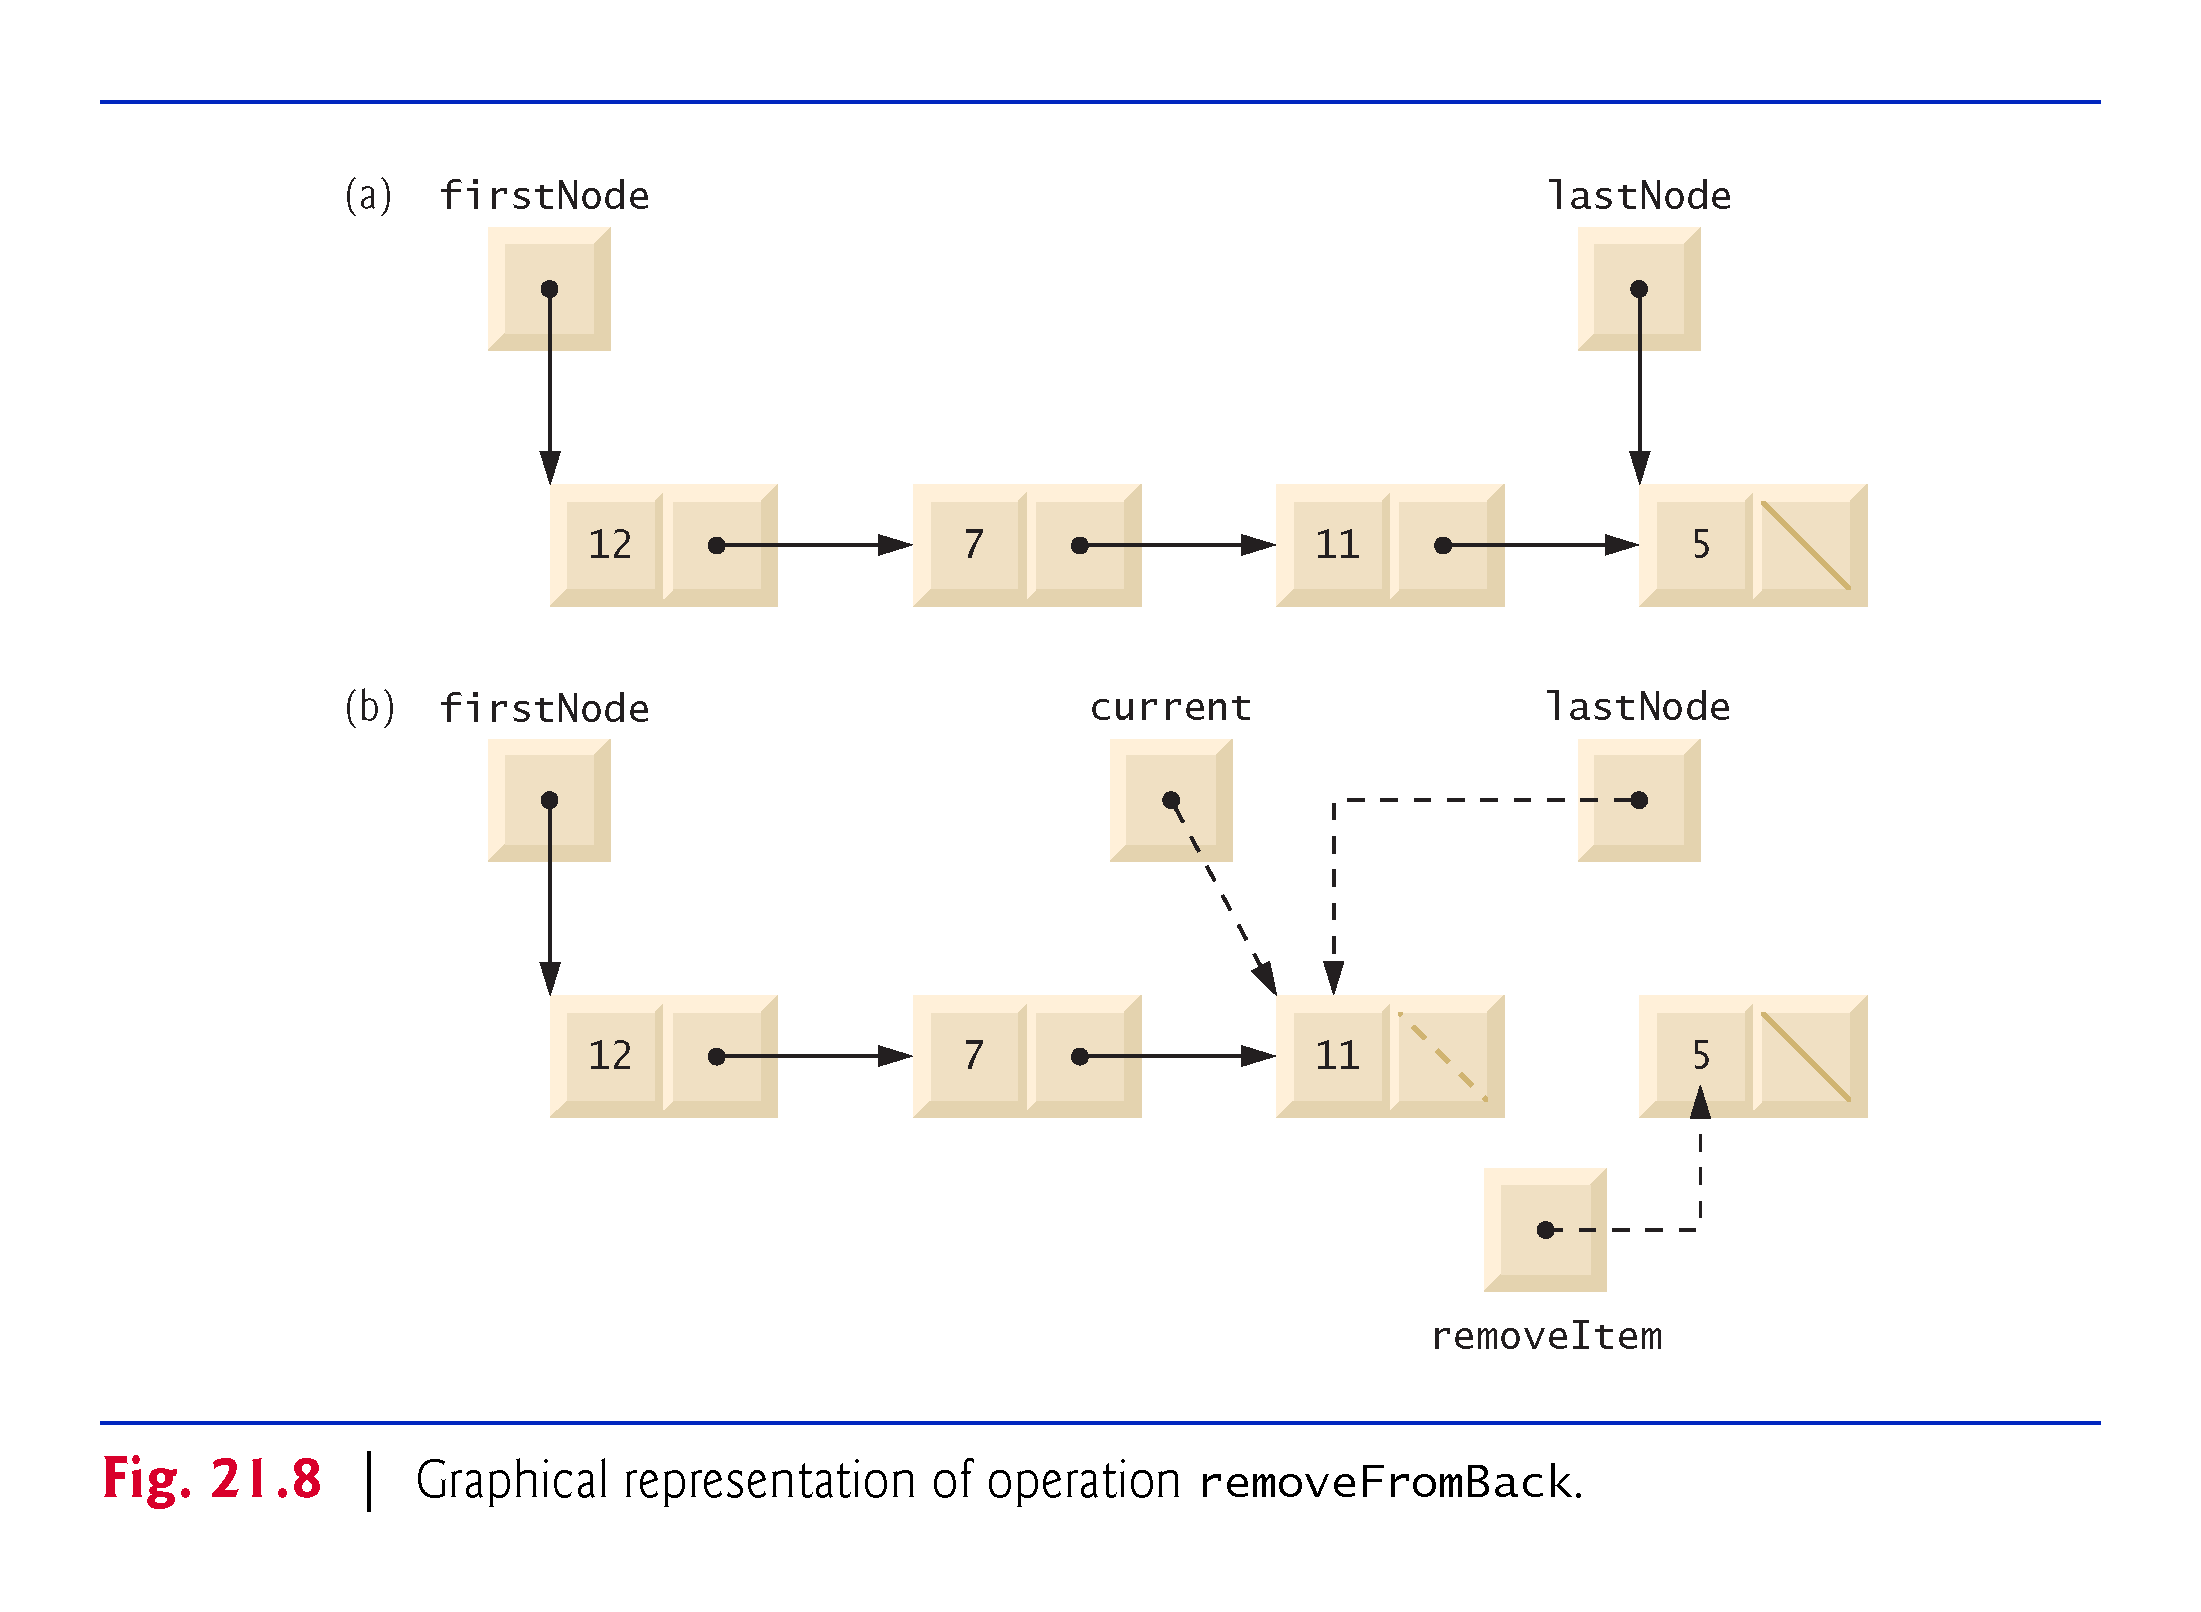 (a) firstNode lastNode
12 7 11 5
(b) firstNode current lastNode
12 7 11 5
removeItem
Fig. 21.8 | Graphical representation of operation removeFromBack.